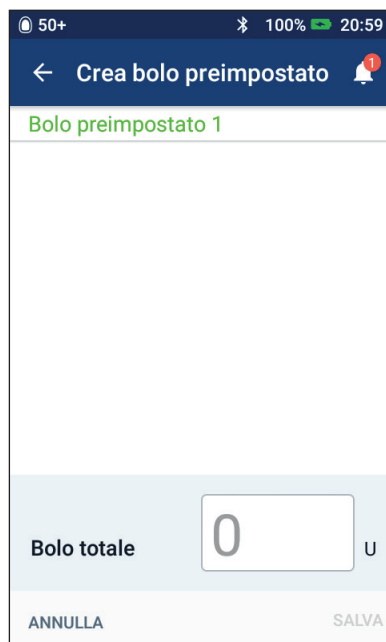 50+ 100% 20:59
Crea bolo preimpostato 1
Bolo preimpostato 1
Bolo totale 0 U
ANNULLA SALVA